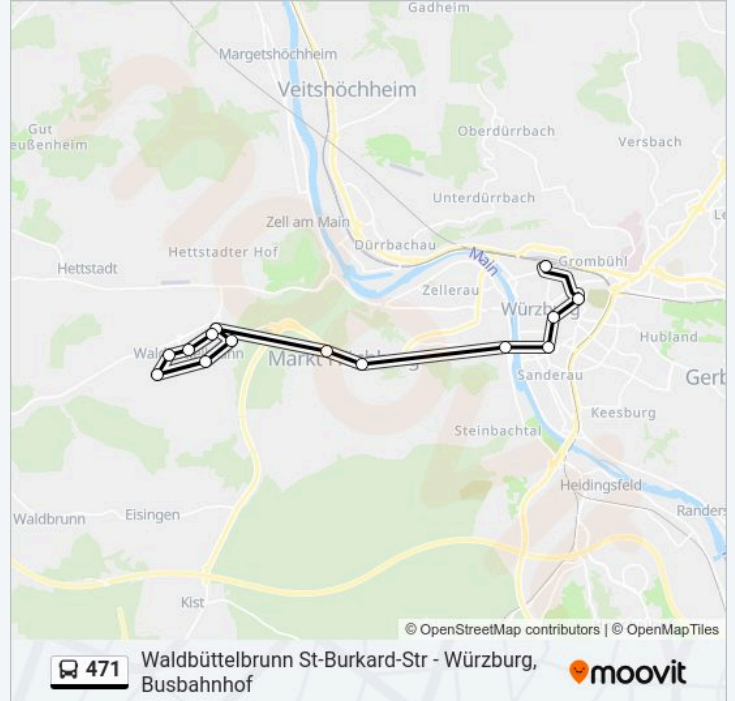 Gadheim
Margetshöchheim
Veitshöchheim
Gut
eußenheim
Oberdürrbach
Versbach
Unterdürrbach
Le
Zell am Main
Dürrbachau
Hettstadter Hof
Main
Grombühl
Hettstadt
Zellerau
Würzburg
Hubland
Markt
Sanderau
Gerb
Keesburg
Steinbachtal
Heidingsfeld
Waldbrunn
Eisingen
Randers
Kist
© OpenStreetMap contributors | © OpenMapTiles
471
Waldbüttelbrunn St-Burkard-Str - Würzburg,
Busbahnhof
moovit